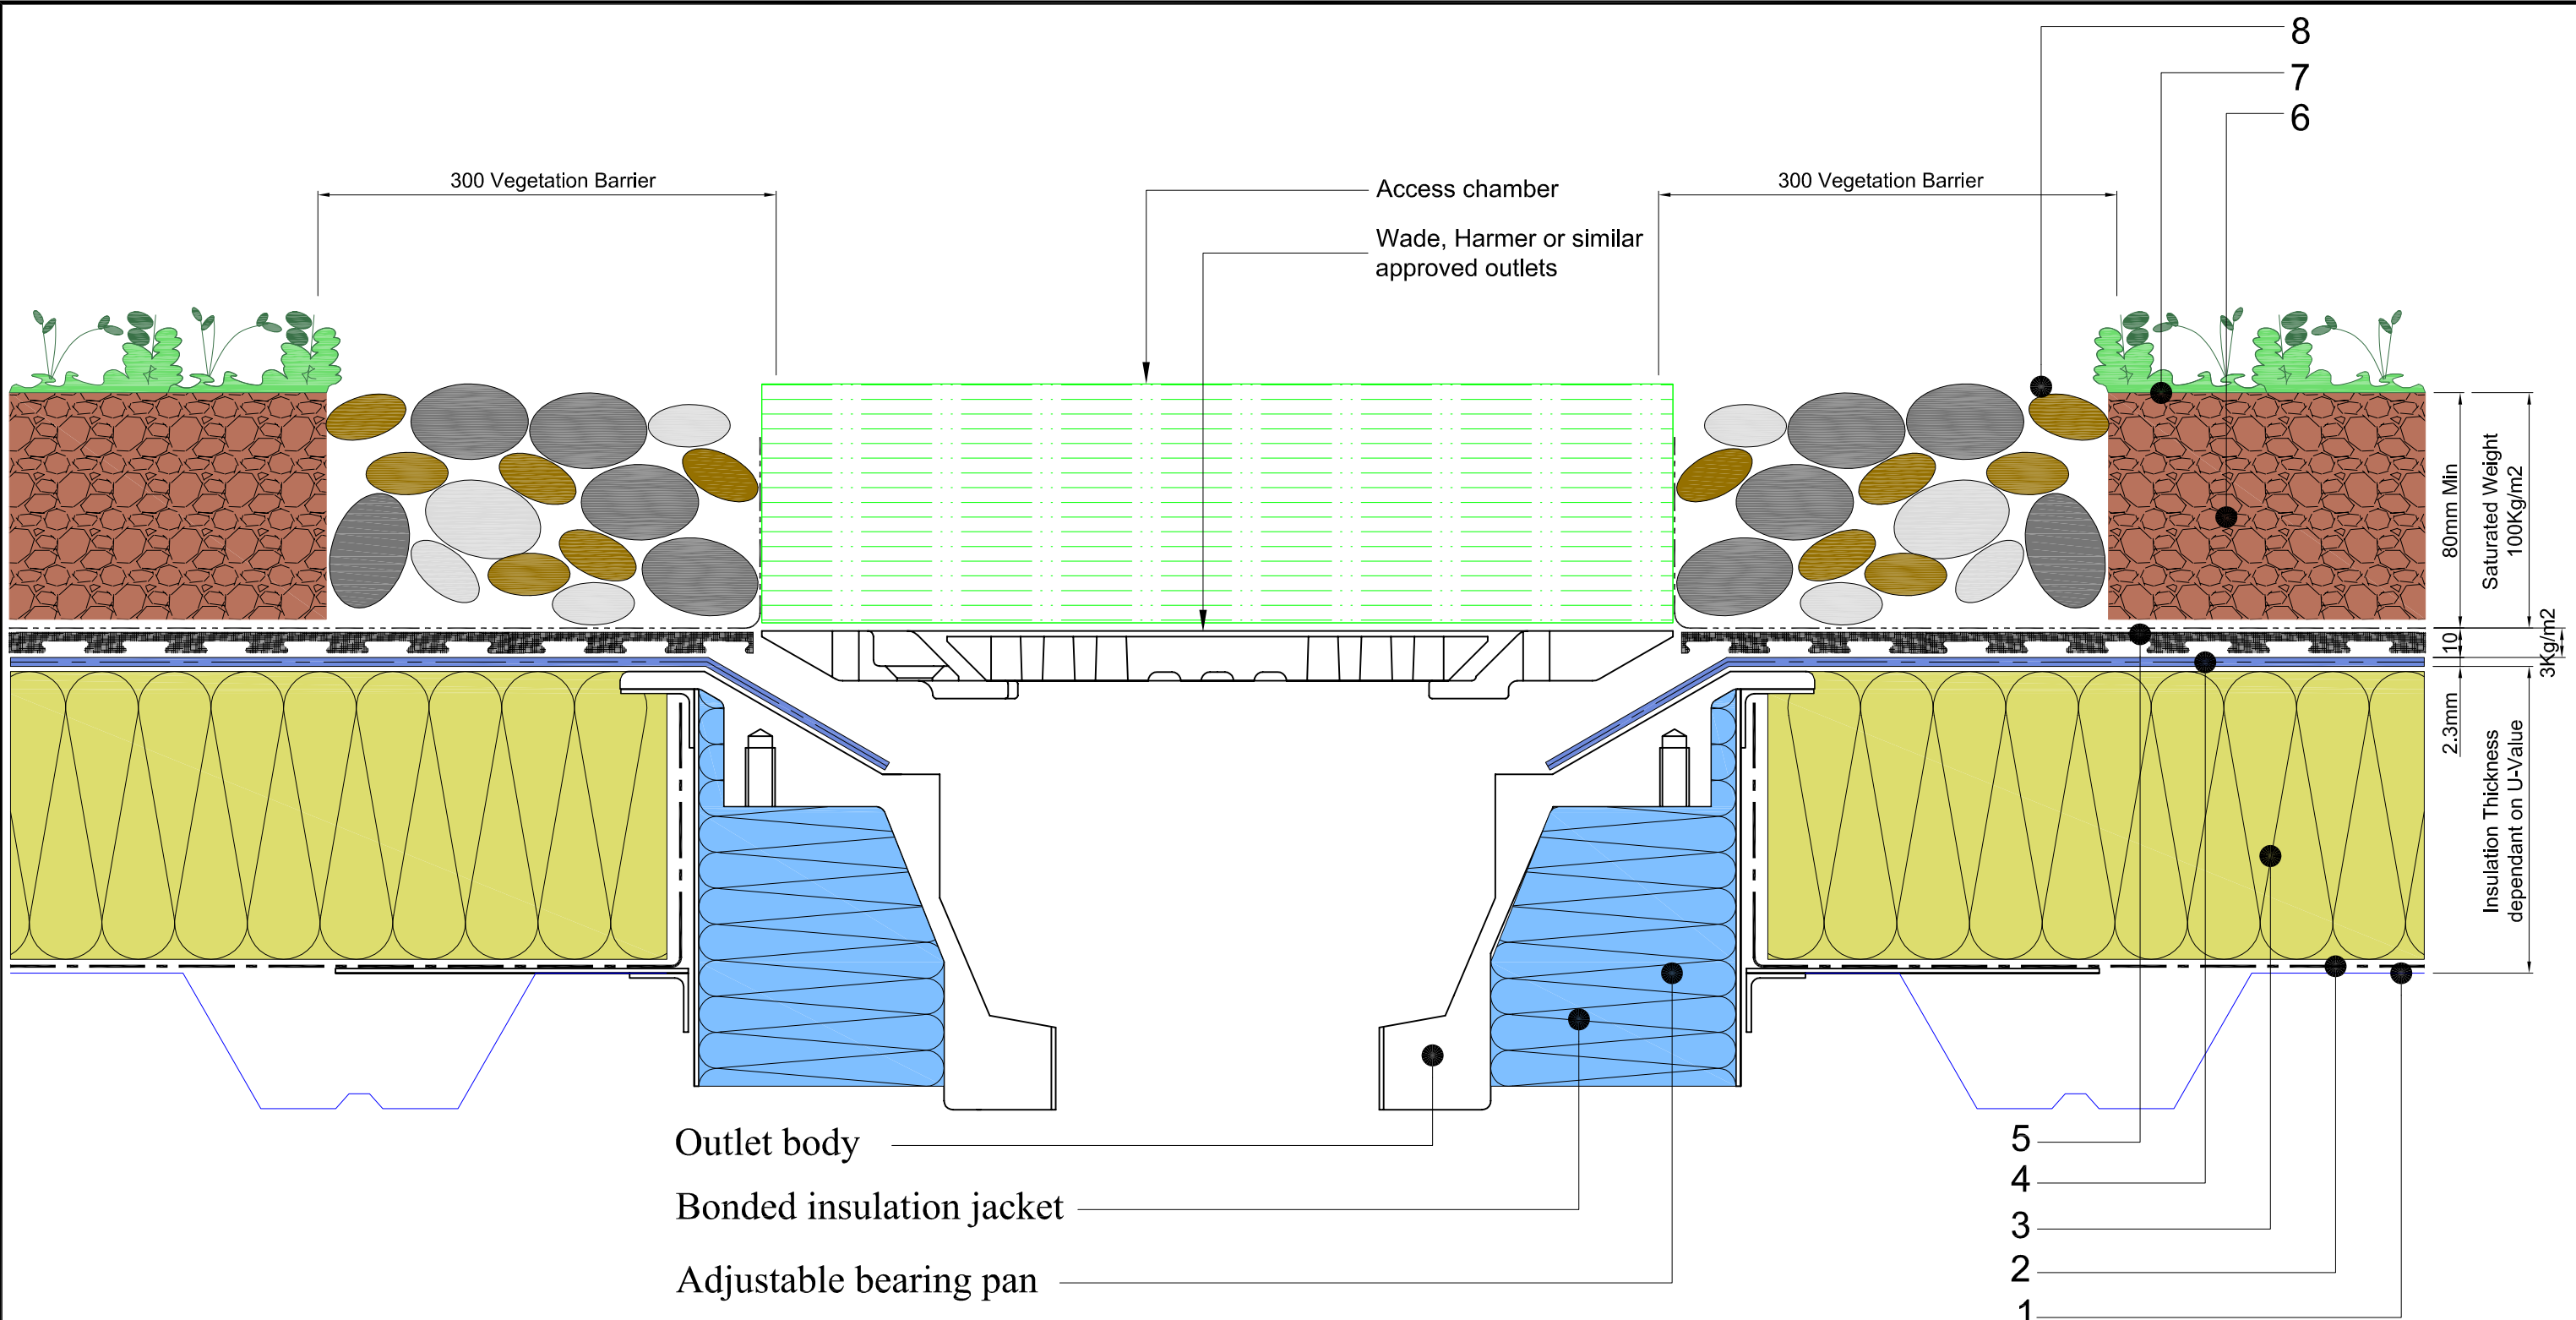 8
7
6
300 Vegetation Barrier
Access chamber
300 Vegetation Barrier
Wade, Harmer or similar
approved outlets
80mm Min
Saturated Weight
100Kg/m2
10
3Kg/m2
2.3mm
Insulation Thickness
dependant on U-Value
Outlet body
Bonded insulation jacket
Adjustable bearing pan
5
4
3
2
1